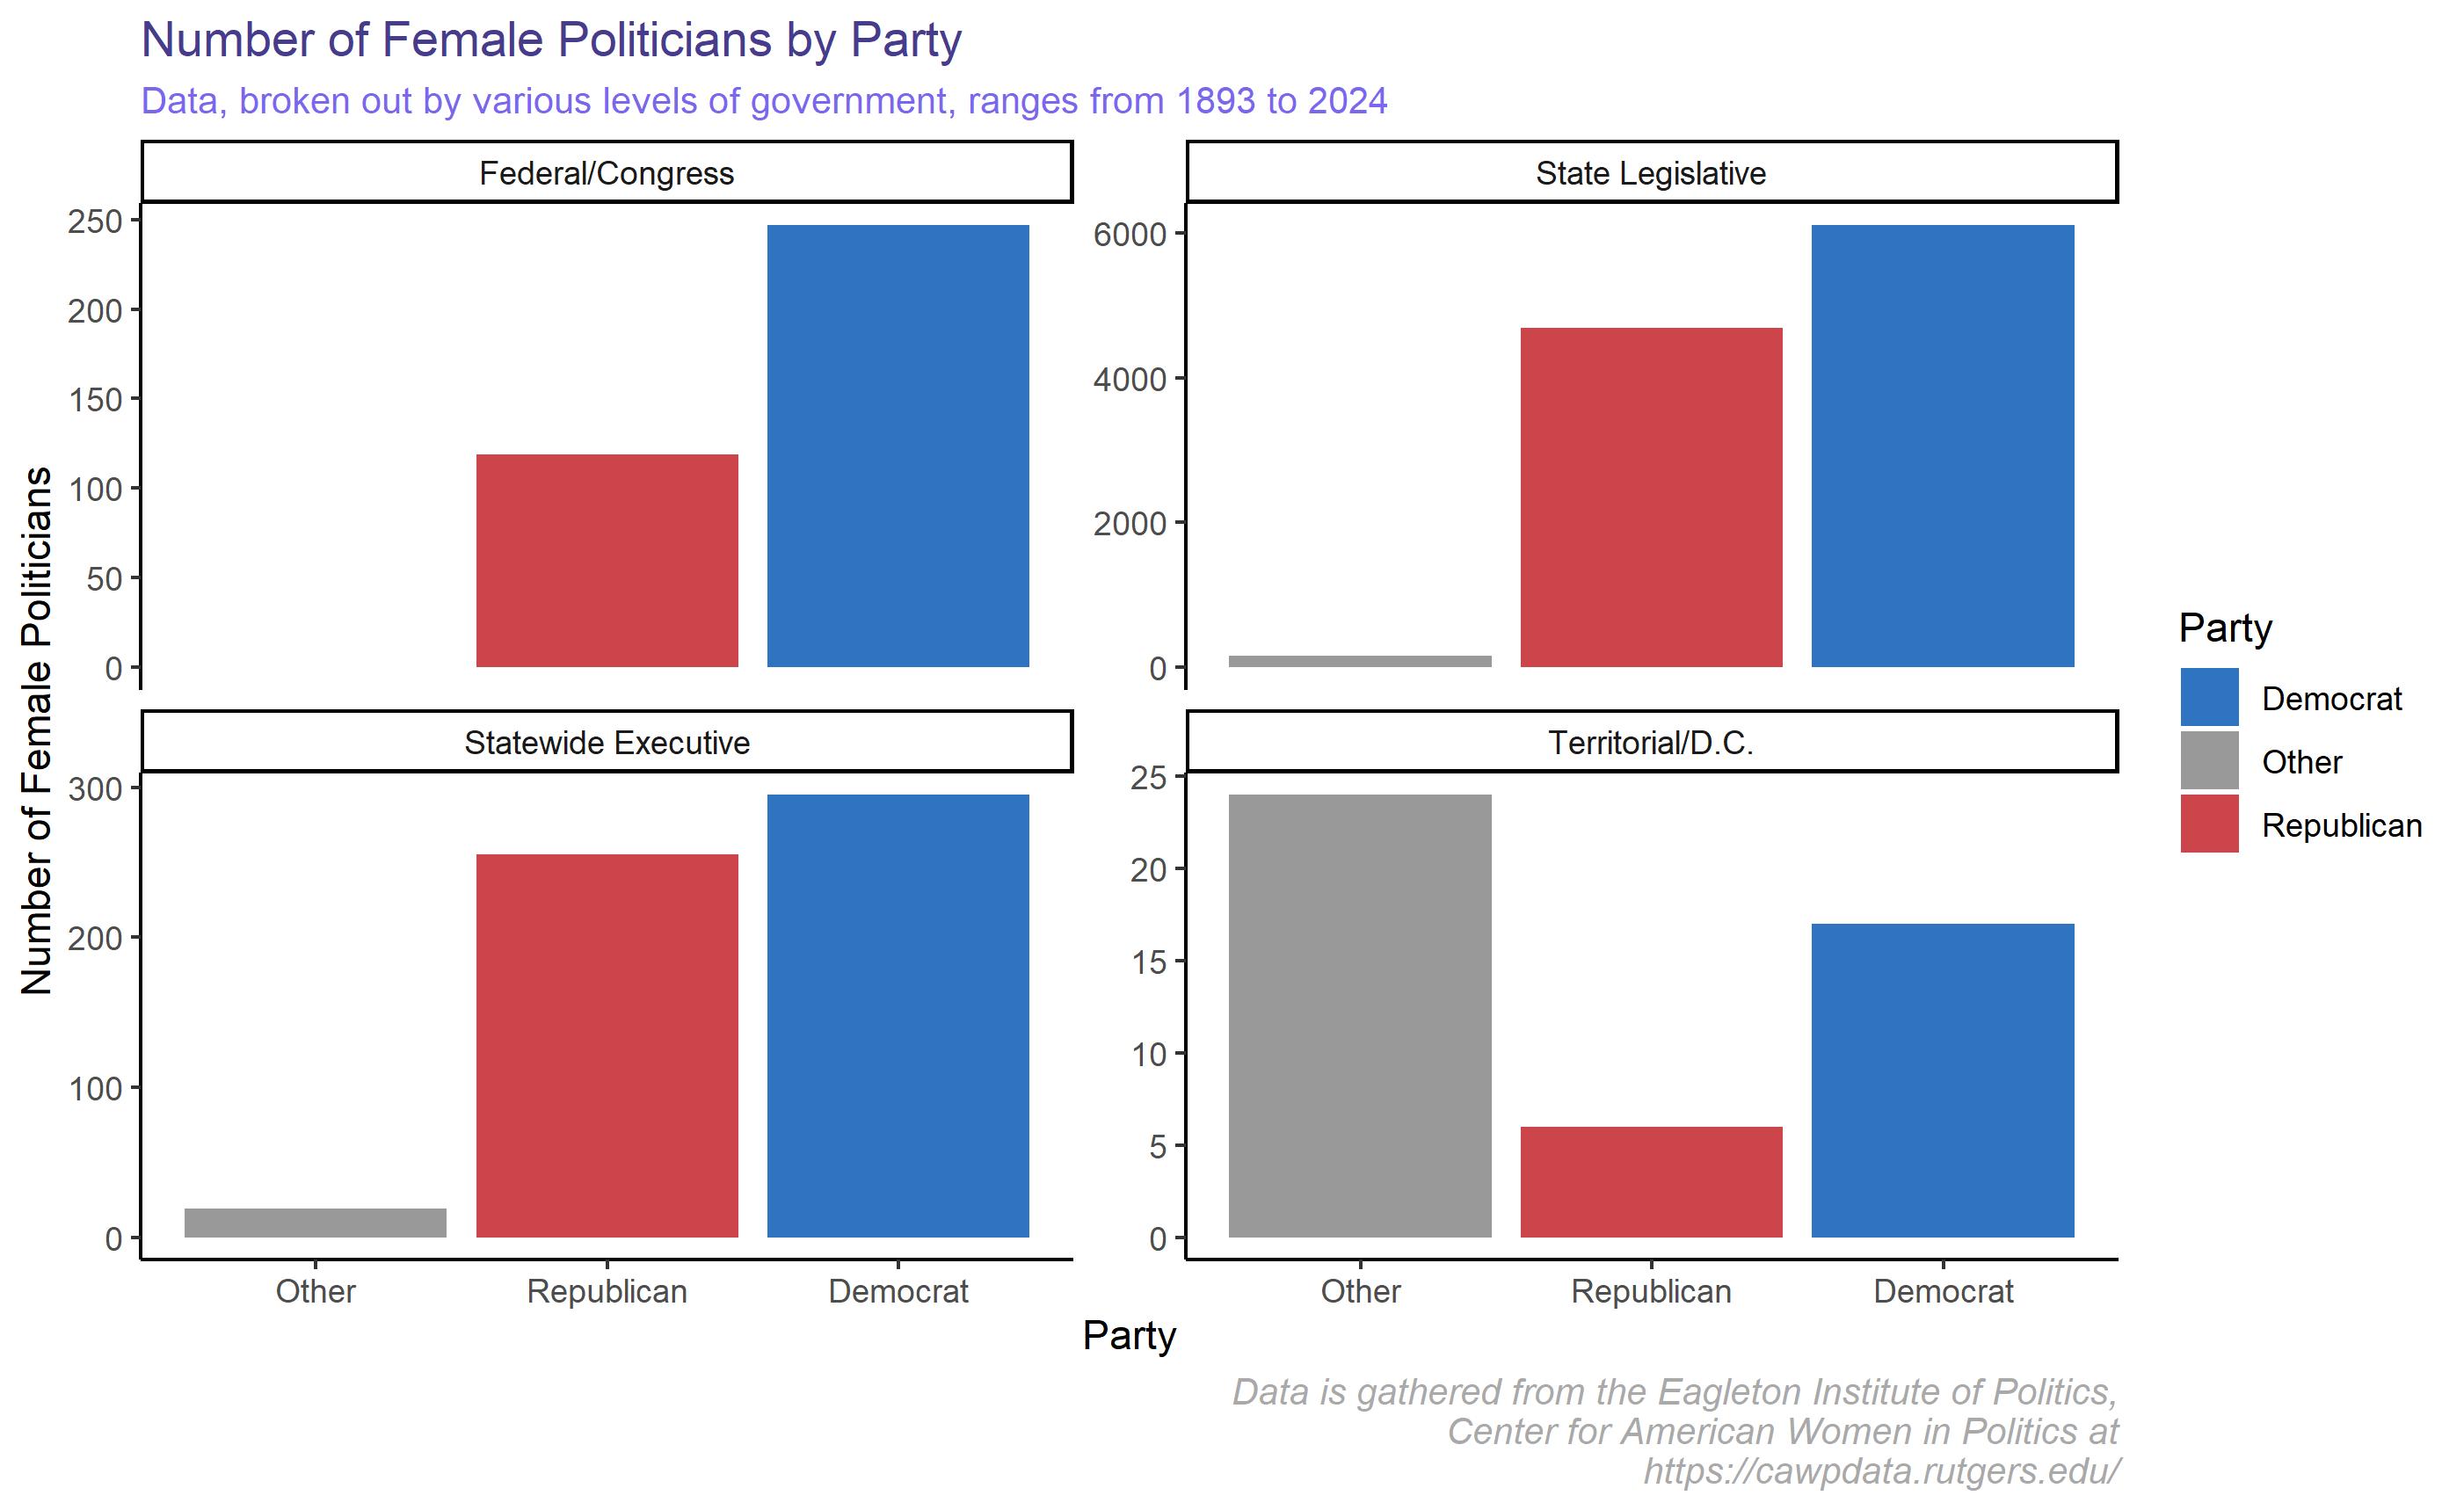 Number of Female Politicians by Party
Data, broken out by various levels of government, ranges from 1893 to 2024
Federal/Congress
250
200
150
100
50
0
State Legislative
6000
4000
2000
0
Statewide Executive
300
200
100
0
Other
Republican
Democrat
Territorial/D.C.
25
20
15
10
5
0
Other
Republican
Democrat
Number of Female Politicians
Party
Party
Democrat
Other
Republican
Data is gathered from the Eagleton Institute of Politics,
Center for American Women in Politics at
https://cawpdata.rutgers.edu/